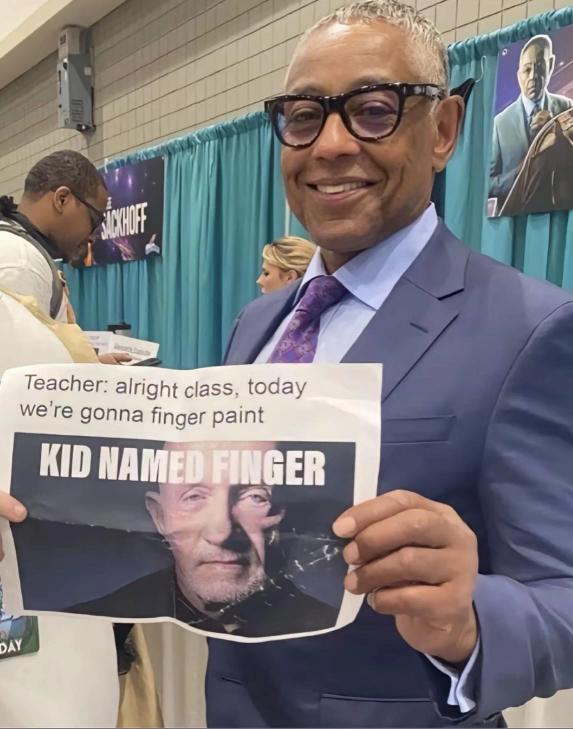 SACKHOFF
Teacher: alright class, today
we're gonna finger paint
KID NAMED FINGER
DAY